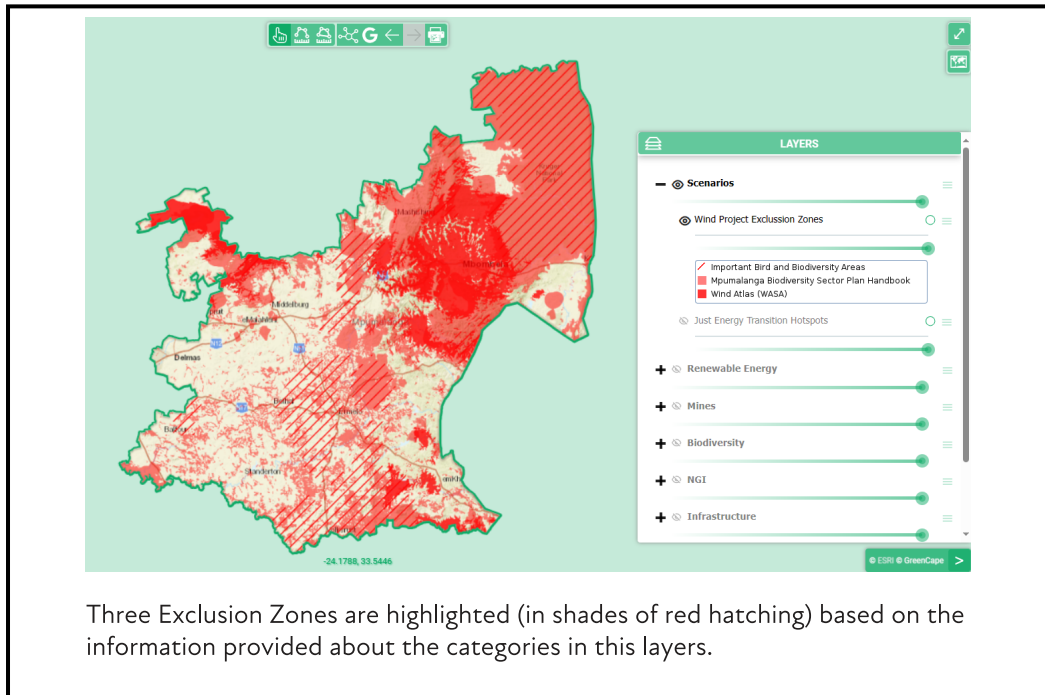 G
LAYERS
Scenarios
Wind Project Exclussion Zones
Important Bird and Biodiversity Areas
Mpumalanga Biodiversity Sector Plan Handbook
Wind Atlas (WASA)
Just Energy Transition Hotspots
Renewable Energy
Mines
Biodiversity
NGI
Infrastructure
Middelburg
Delmas
Bethal
Ermelo
Balfour
Standerton
-24.1788, 33.5446
© ESRI © GreenCape >
Three Exclusion Zones are highlighted (in shades of red hatching) based on the
information provided about the categories in this layers.